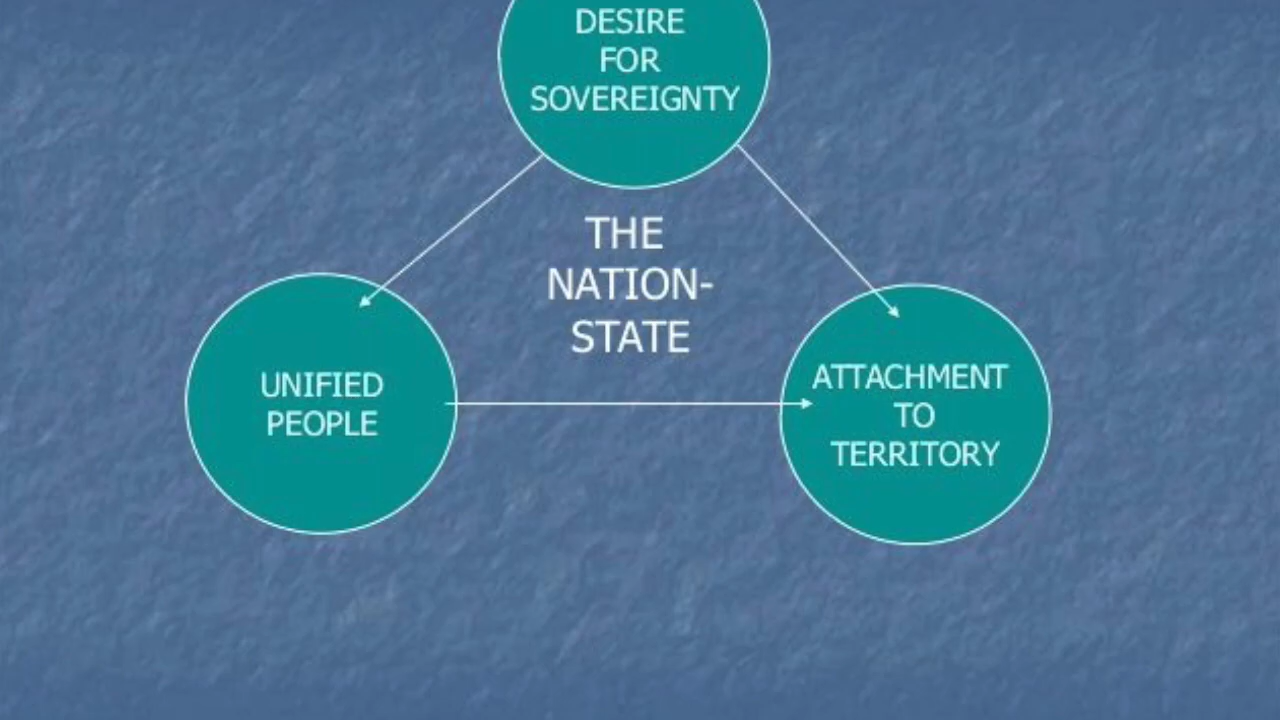 DESIRE
FOR
SOVEREIGNTY
THE
NATION-
STATE
UNIFIED
PEOPLE
ATTACHMENT
TO
TERRITORY